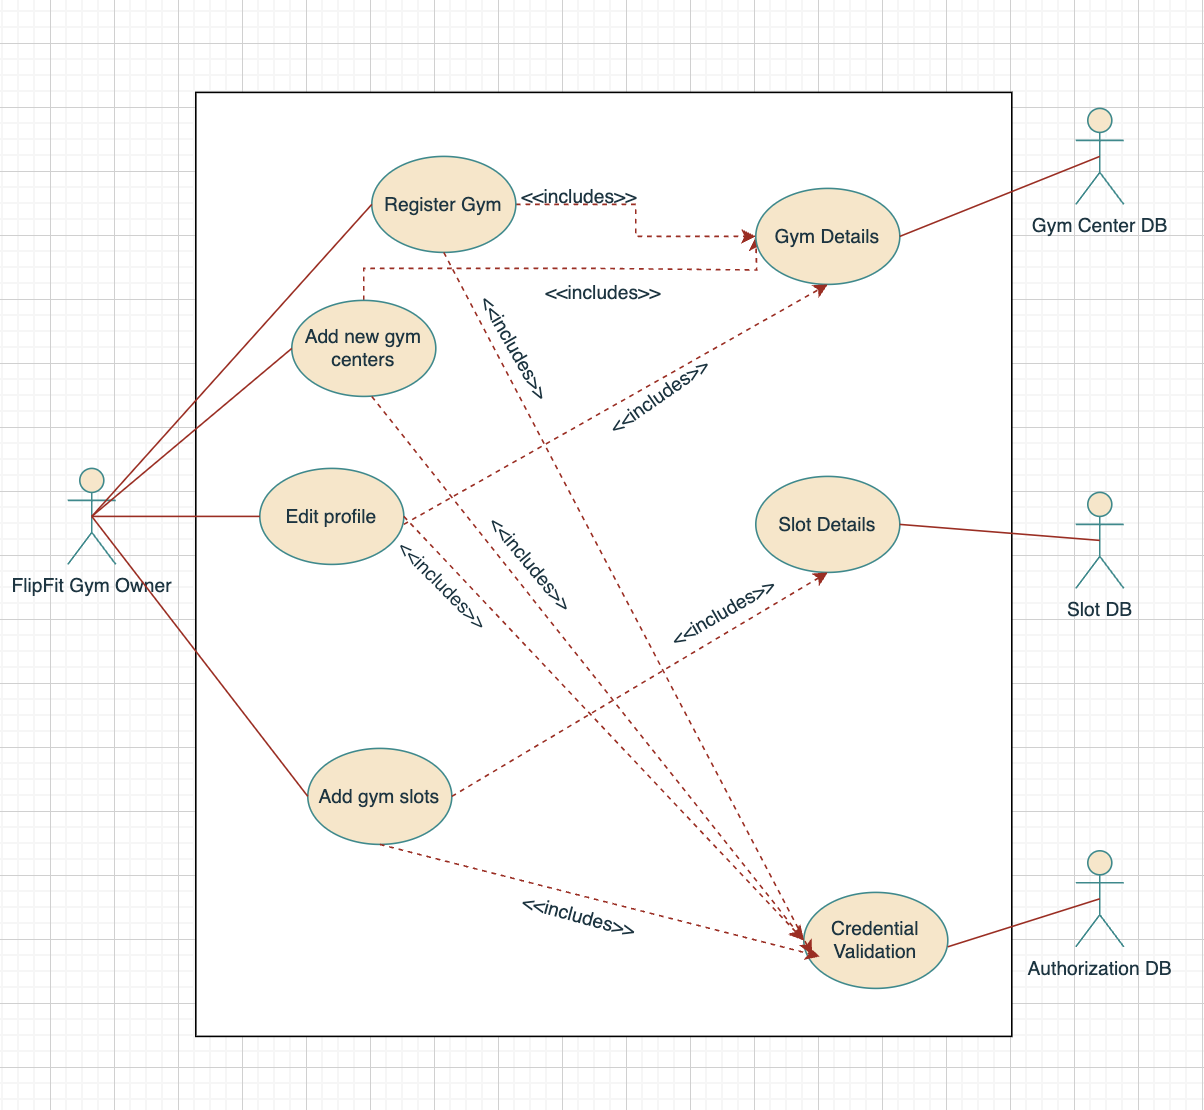 Register Gym
<<includes>>
Gym Details
Gym Center DB
<<includes>>
Add new gym
centers
<<includes>>
<<includes>>
Edit profile
Slot Details
<<includes>>
<<includes>>
FlipFit Gym Owner
Slot DB
<<includes>>
Add gym slots
<<includes>>
Credential
Validation
Authorization DB